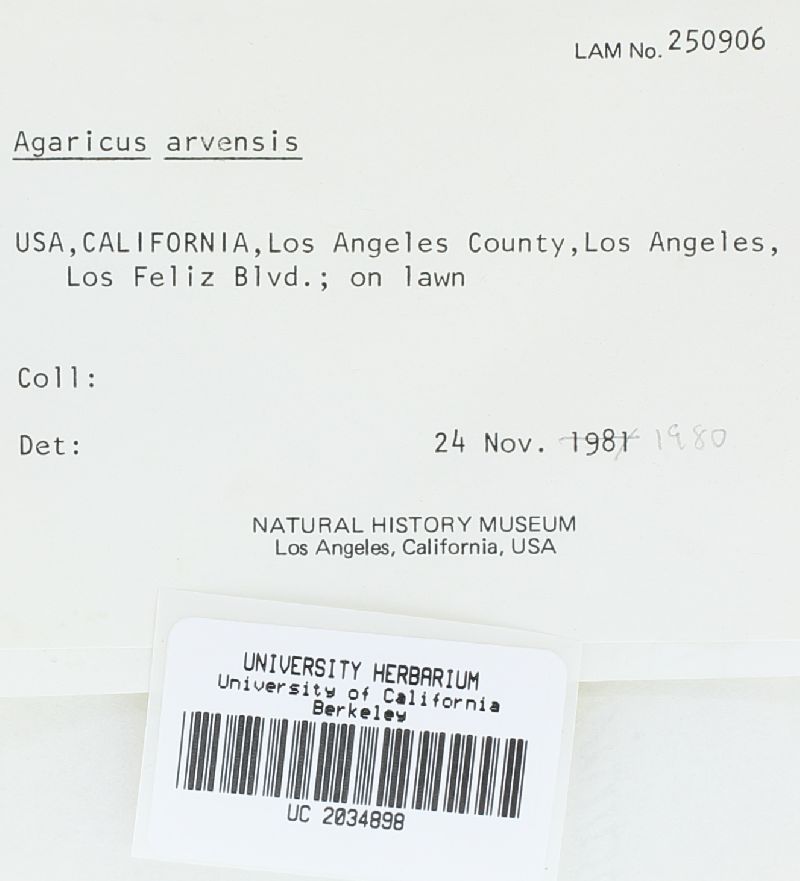 LAM No. 250906
Agaricus arvensis
USA,CALIFORNIA,Los Angeles County,Los Angeles,
Los Feliz Blvd.; on lawn
Coll:
Det: 24 Nov. 1981 1980
NATURAL HISTORY MUSEUM
Los Angeles, California, USA
UNIVERSITY HERBARIUM
University of California
Berkeley
UC 2034898